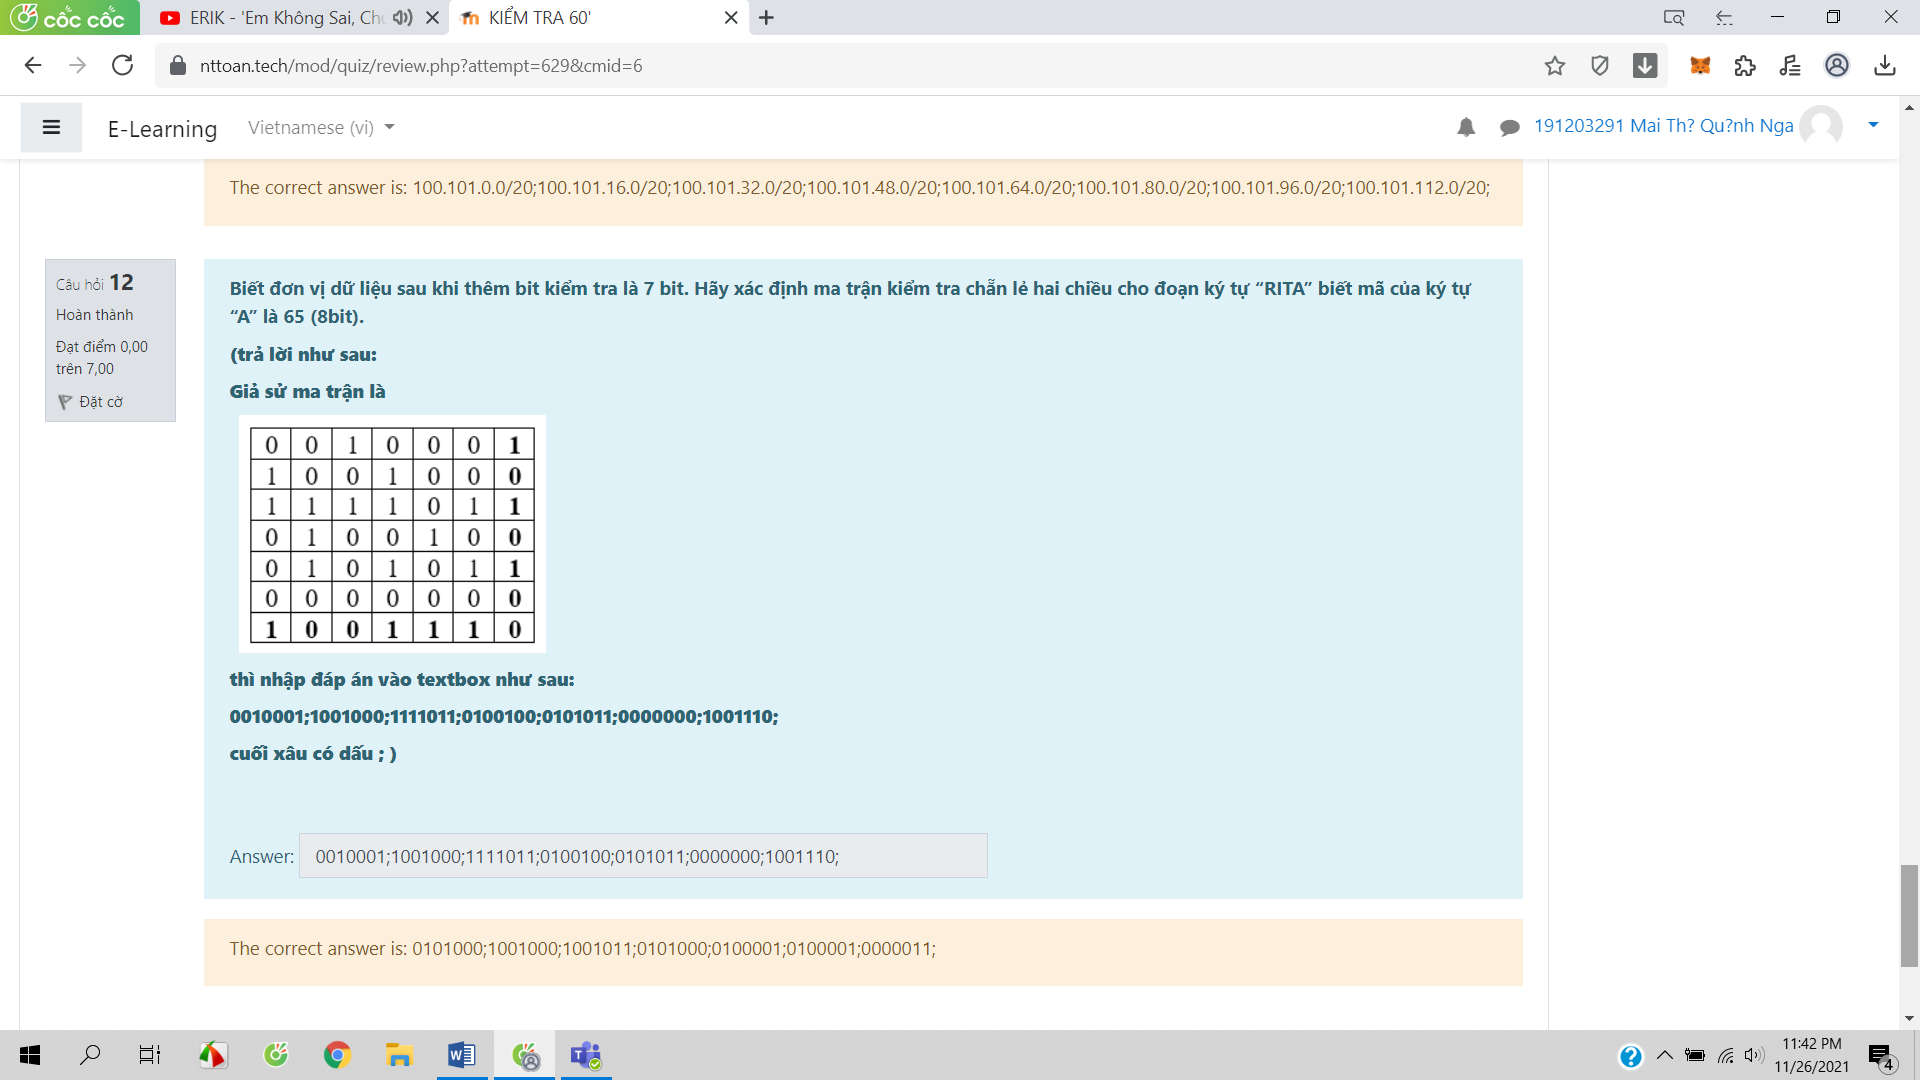 cốc cốc
ERIK - 'Em Không Sai, Chú
KIỂM TRA 60'
nttoan.tech/mod/quiz/review.php?attempt=629&cmid=6
E-Learning
Vietnamese (vi)
191203291 Mai Th? Qu?nh Nga
The correct answer is: 100.101.0.0/20;100.101.16.0/20;100.101.32.0/20;100.101.48.0/20;100.101.64.0/20;100.101.80.0/20;100.101.96.0/20;100.101.112.0/20;
Câu hỏi 12
Hoàn thành
Đạt điểm 0,00
trên 7,00
Đặt cờ
Biết đơn vị dữ liệu sau khi thêm bit kiểm tra là 7 bit. Hãy xác định ma trận kiểm tra chẵn lẻ hai chiều cho đoạn ký tự “RITA” biết mã của ký tự
“A” là 65 (8bit).
(trả lời như sau:
Giả sử ma trận là
0 0 1 0 0 0 1
1 0 0 1 0 0 0
1 1 1 1 0 1 1
0 1 0 0 1 0 0
0 1 0 1 0 1 1
0 0 0 0 0 0 0
1 0 0 1 1 1 0
thì nhập đáp án vào textbox như sau:
0010001;1001000;1111011;0100100;0101011;0000000;1001110;
cuối xâu có dấu ; )
Answer: 0010001;1001000;1111011;0100100;0101011;0000000;1001110;
The correct answer is: 0101000;1001000;1001011;0101000;0100001;0100001;0000011;
11:42 PM
11/26/2021
4